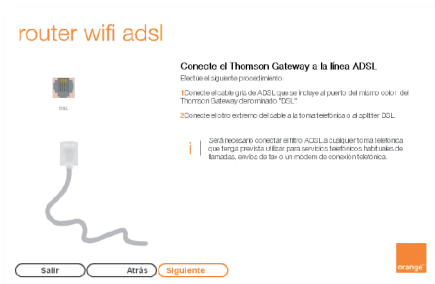 router wifi adsl
Conecte el Thomson Gateway a la línea ADSL
Efectúe el siguiente procedimiento:
1Conecte el cable gris de ADSL que se incluye al puerto del mismo color del
Thomson Gateway denominado "DSL"
DSL
2Conecte el otro extremo del cable a la toma telefónica o al splitter DSL.
i
Será necesario conectar el filtro ADSL a cualquier toma telefónica
que tenga prevista utilizar para servicios telefónicos habituales de
llamadas, envíos de fax o un modem de conexión telefónica.
Salir
Atrás
Siguiente
orange™